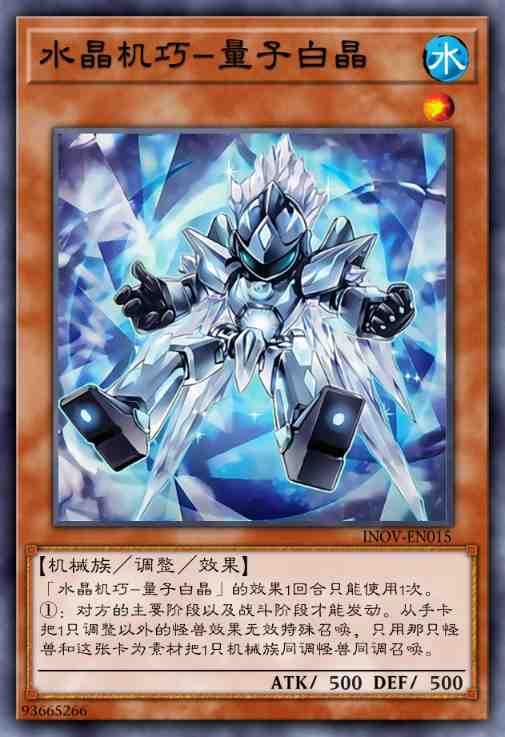 水晶机巧-量子白晶
水
INOV-EN015
【机械族／调整／效果】
「水晶机巧-量子白晶」的效果1回合只能使用1次。
①：对方的主要阶段以及战斗阶段才能发动。从手卡
把1只调整以外的怪兽效果无效特殊召唤，只用那只怪
兽和这张卡为素材把1只机械族同调怪兽同调召唤。
ATK/ 500 DEF/ 500
93665266